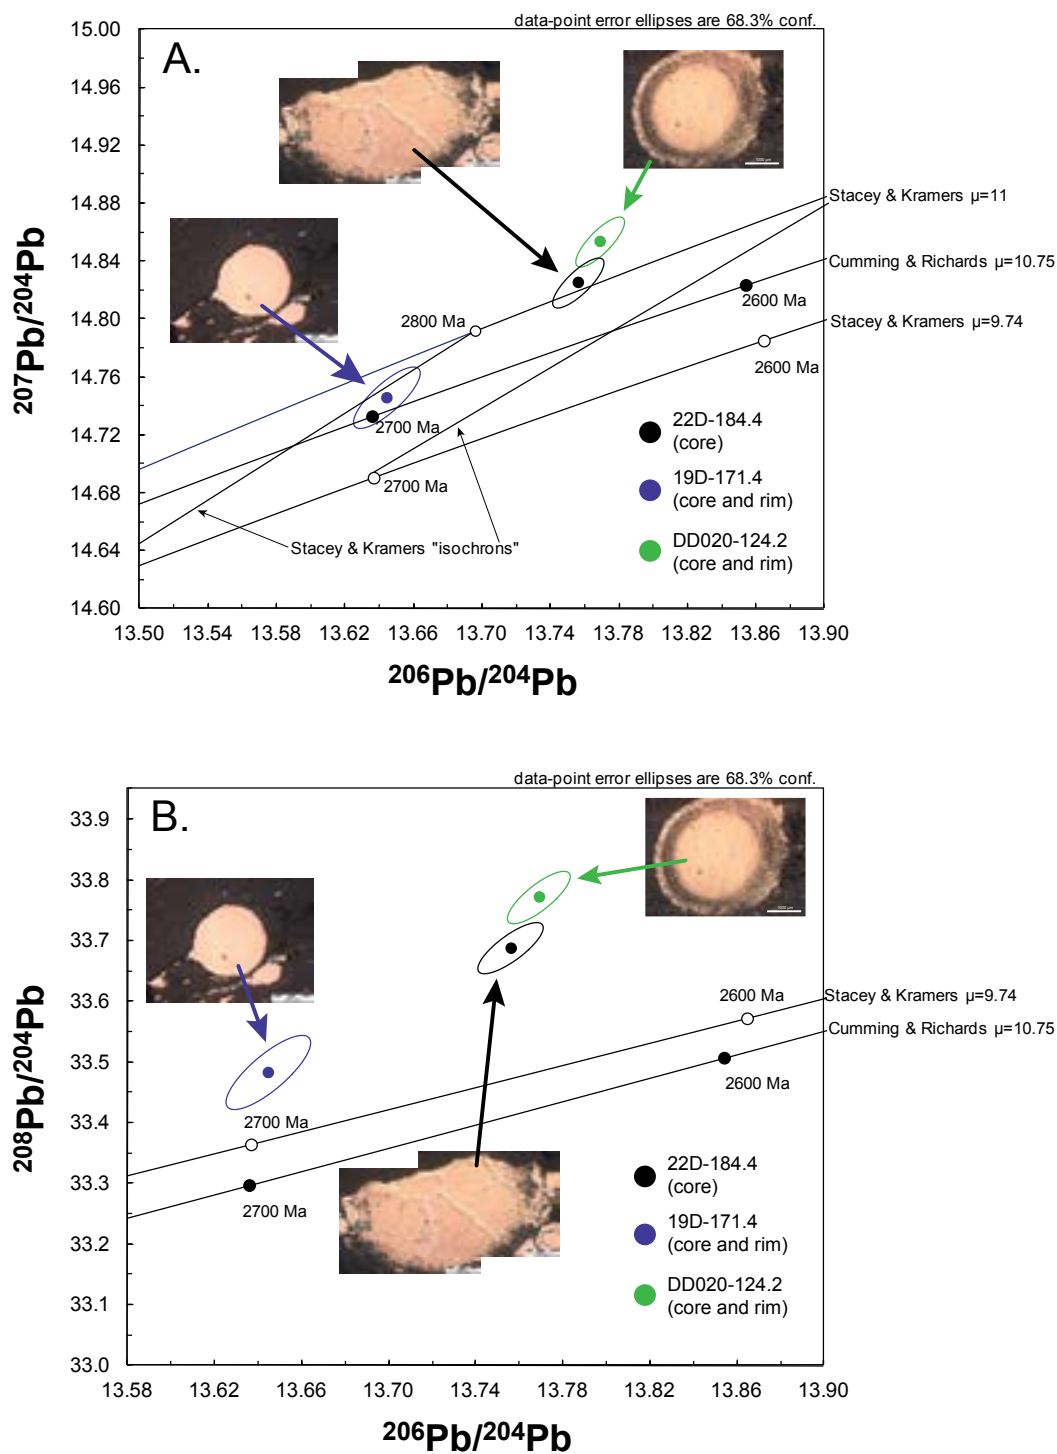 data-point error ellipses are 68.3% conf.
A.
15.00
14.96
14.92
14.88
14.84
14.80
14.76
14.72
14.68
14.64
14.60
207Pb/204Pb
Stacey & Kramers μ=11
Cumming & Richards μ=10.75
2600 Ma
Stacey & Kramers μ=9.74
2800 Ma
2600 Ma
2700 Ma
2700 Ma
Stacey & Kramers "isochrons"
22D-184.4
(core)
19D-171.4
(core and rim)
DD020-124.2
(core and rim)
13.50 13.54 13.58 13.62 13.66 13.70 13.74 13.78 13.82 13.86 13.90
206Pb/204Pb
data-point error ellipses are 68.3% conf.
B.
33.9
33.8
33.7
33.6
33.5
33.4
33.3
33.2
33.1
33.0
208Pb/204Pb
2600 Ma
Stacey & Kramers μ=9.74
Cumming & Richards μ=10.75
2600 Ma
2700 Ma
2700 Ma
22D-184.4
(core)
19D-171.4
(core and rim)
DD020-124.2
(core and rim)
13.58 13.62 13.66 13.70 13.74 13.78 13.82 13.86 13.90
206Pb/204Pb